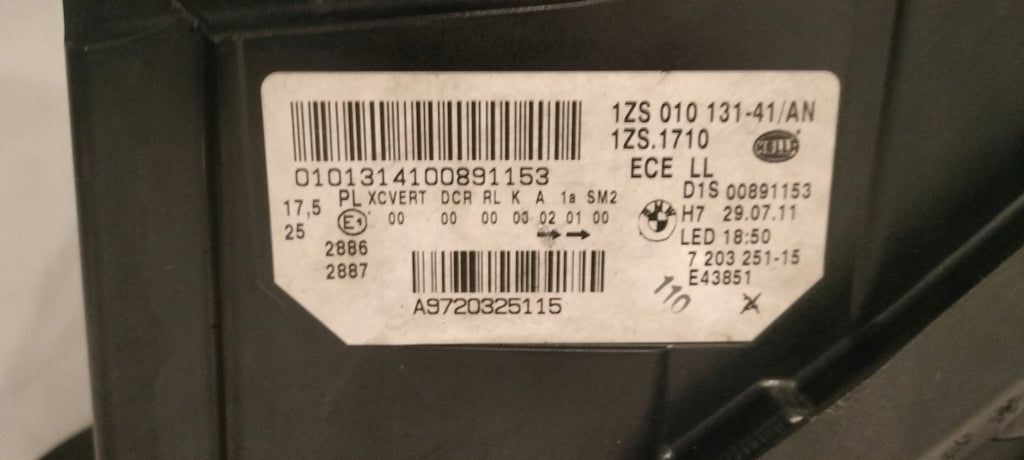 1ZS 010 131-41/AN
1ZS.1710
HELLA
ECE LL
0101314100891153
D1S 00891153
PL XCVERT DCR RL K A 1a SM2
17,5 E1 00 00 00 00 02 01 00
H7 29.07.11
25
LED 18:50
2886
7 203 251-15
2887
E43851
A9720325115
110